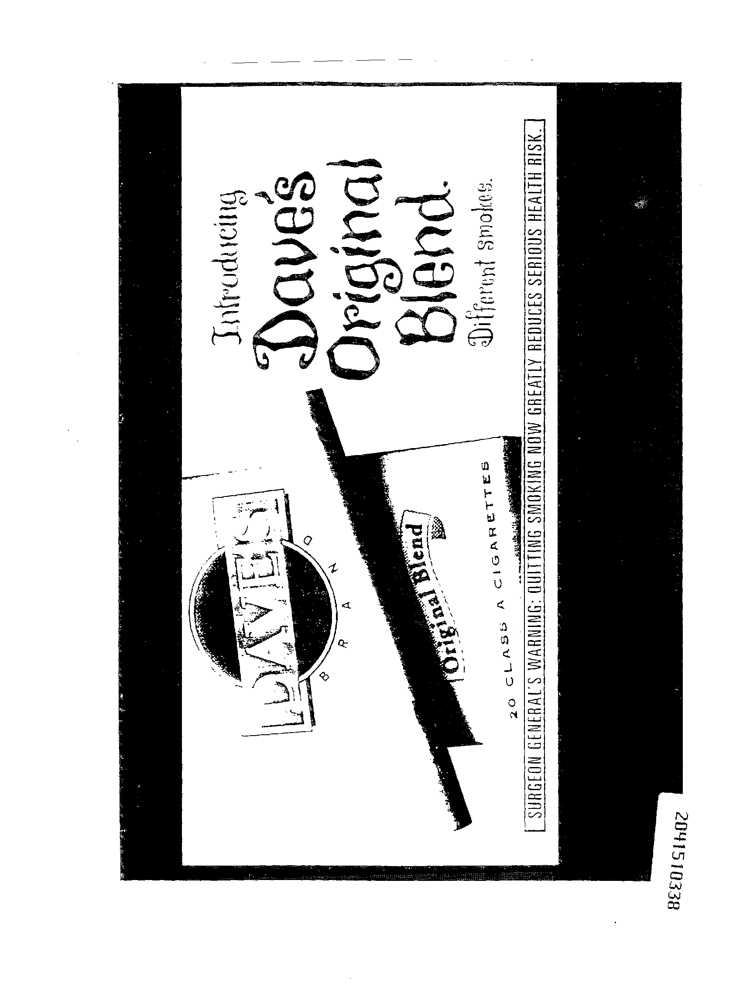 Introducing
Dave's
Original
Blend.
Different smokes.
DAVE'S
BRAND
Original Blend
20 CLASS A CIGARETTES
SURGEON GENERAL'S WARNING: QUITTING SMOKING NOW GREATLY REDUCES SERIOUS HEALTH RISK.
2041510338